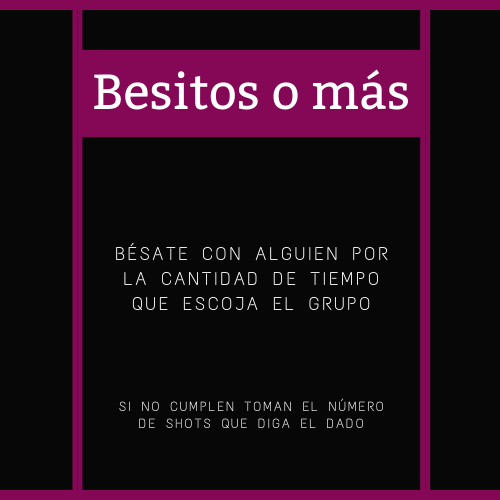 Besitos o más
BÉSATE CON ALGUIEN POR
LA CANTIDAD DE TIEMPO
QUE ESCOJA EL GRUPO
SI NO CUMPLEN TOMAN EL NÚMERO
DE SHOTS QUE DIGA EL DADO